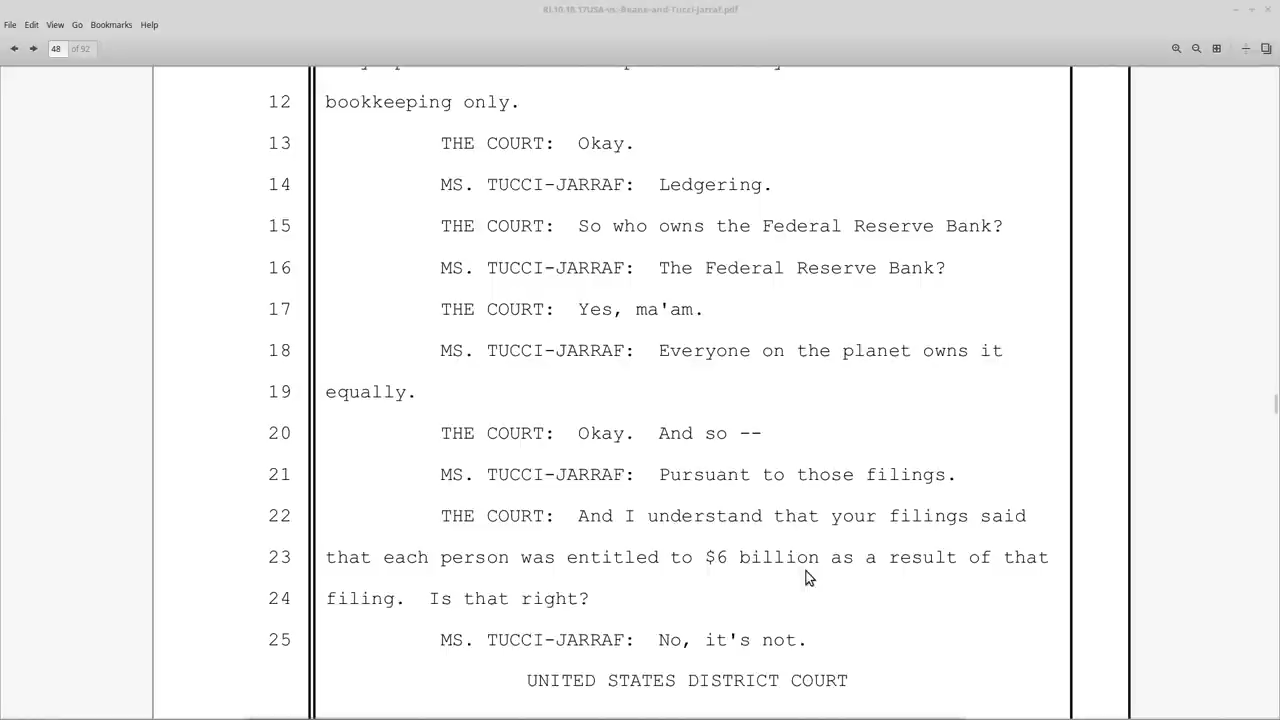 File Edit View Go Bookmarks Help
48 of 92
12 bookkeeping only.
13 THE COURT: Okay.
14 MS. TUCCI-JARRAF: Ledgering.
15 THE COURT: So who owns the Federal Reserve Bank?
16 MS. TUCCI-JARRAF: The Federal Reserve Bank?
17 THE COURT: Yes, ma'am.
18 MS. TUCCI-JARRAF: Everyone on the planet owns it
19 equally.
20 THE COURT: Okay. And so --
21 MS. TUCCI-JARRAF: Pursuant to those filings.
22 THE COURT: And I understand that your filings said
23 that each person was entitled to $6 billion as a result of that
24 filing. Is that right?
25 MS. TUCCI-JARRAF: No, it's not.
UNITED STATES DISTRICT COURT